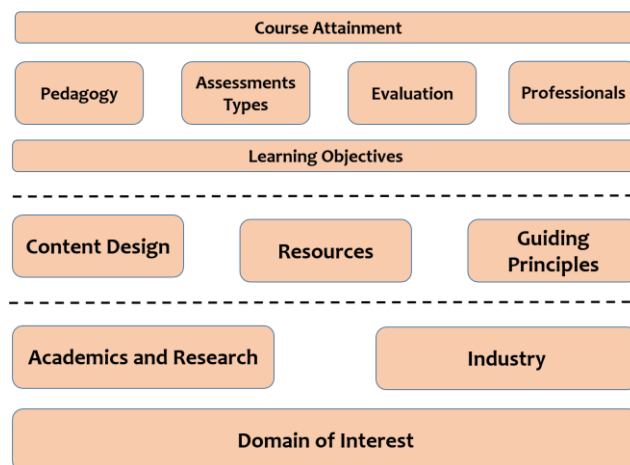 Course Attainment
Pedagogy
Assessments
Types
Evaluation
Professionals
Learning Objectives
Content Design
Resources
Guiding
Principles
Academics and Research
Industry
Domain of Interest